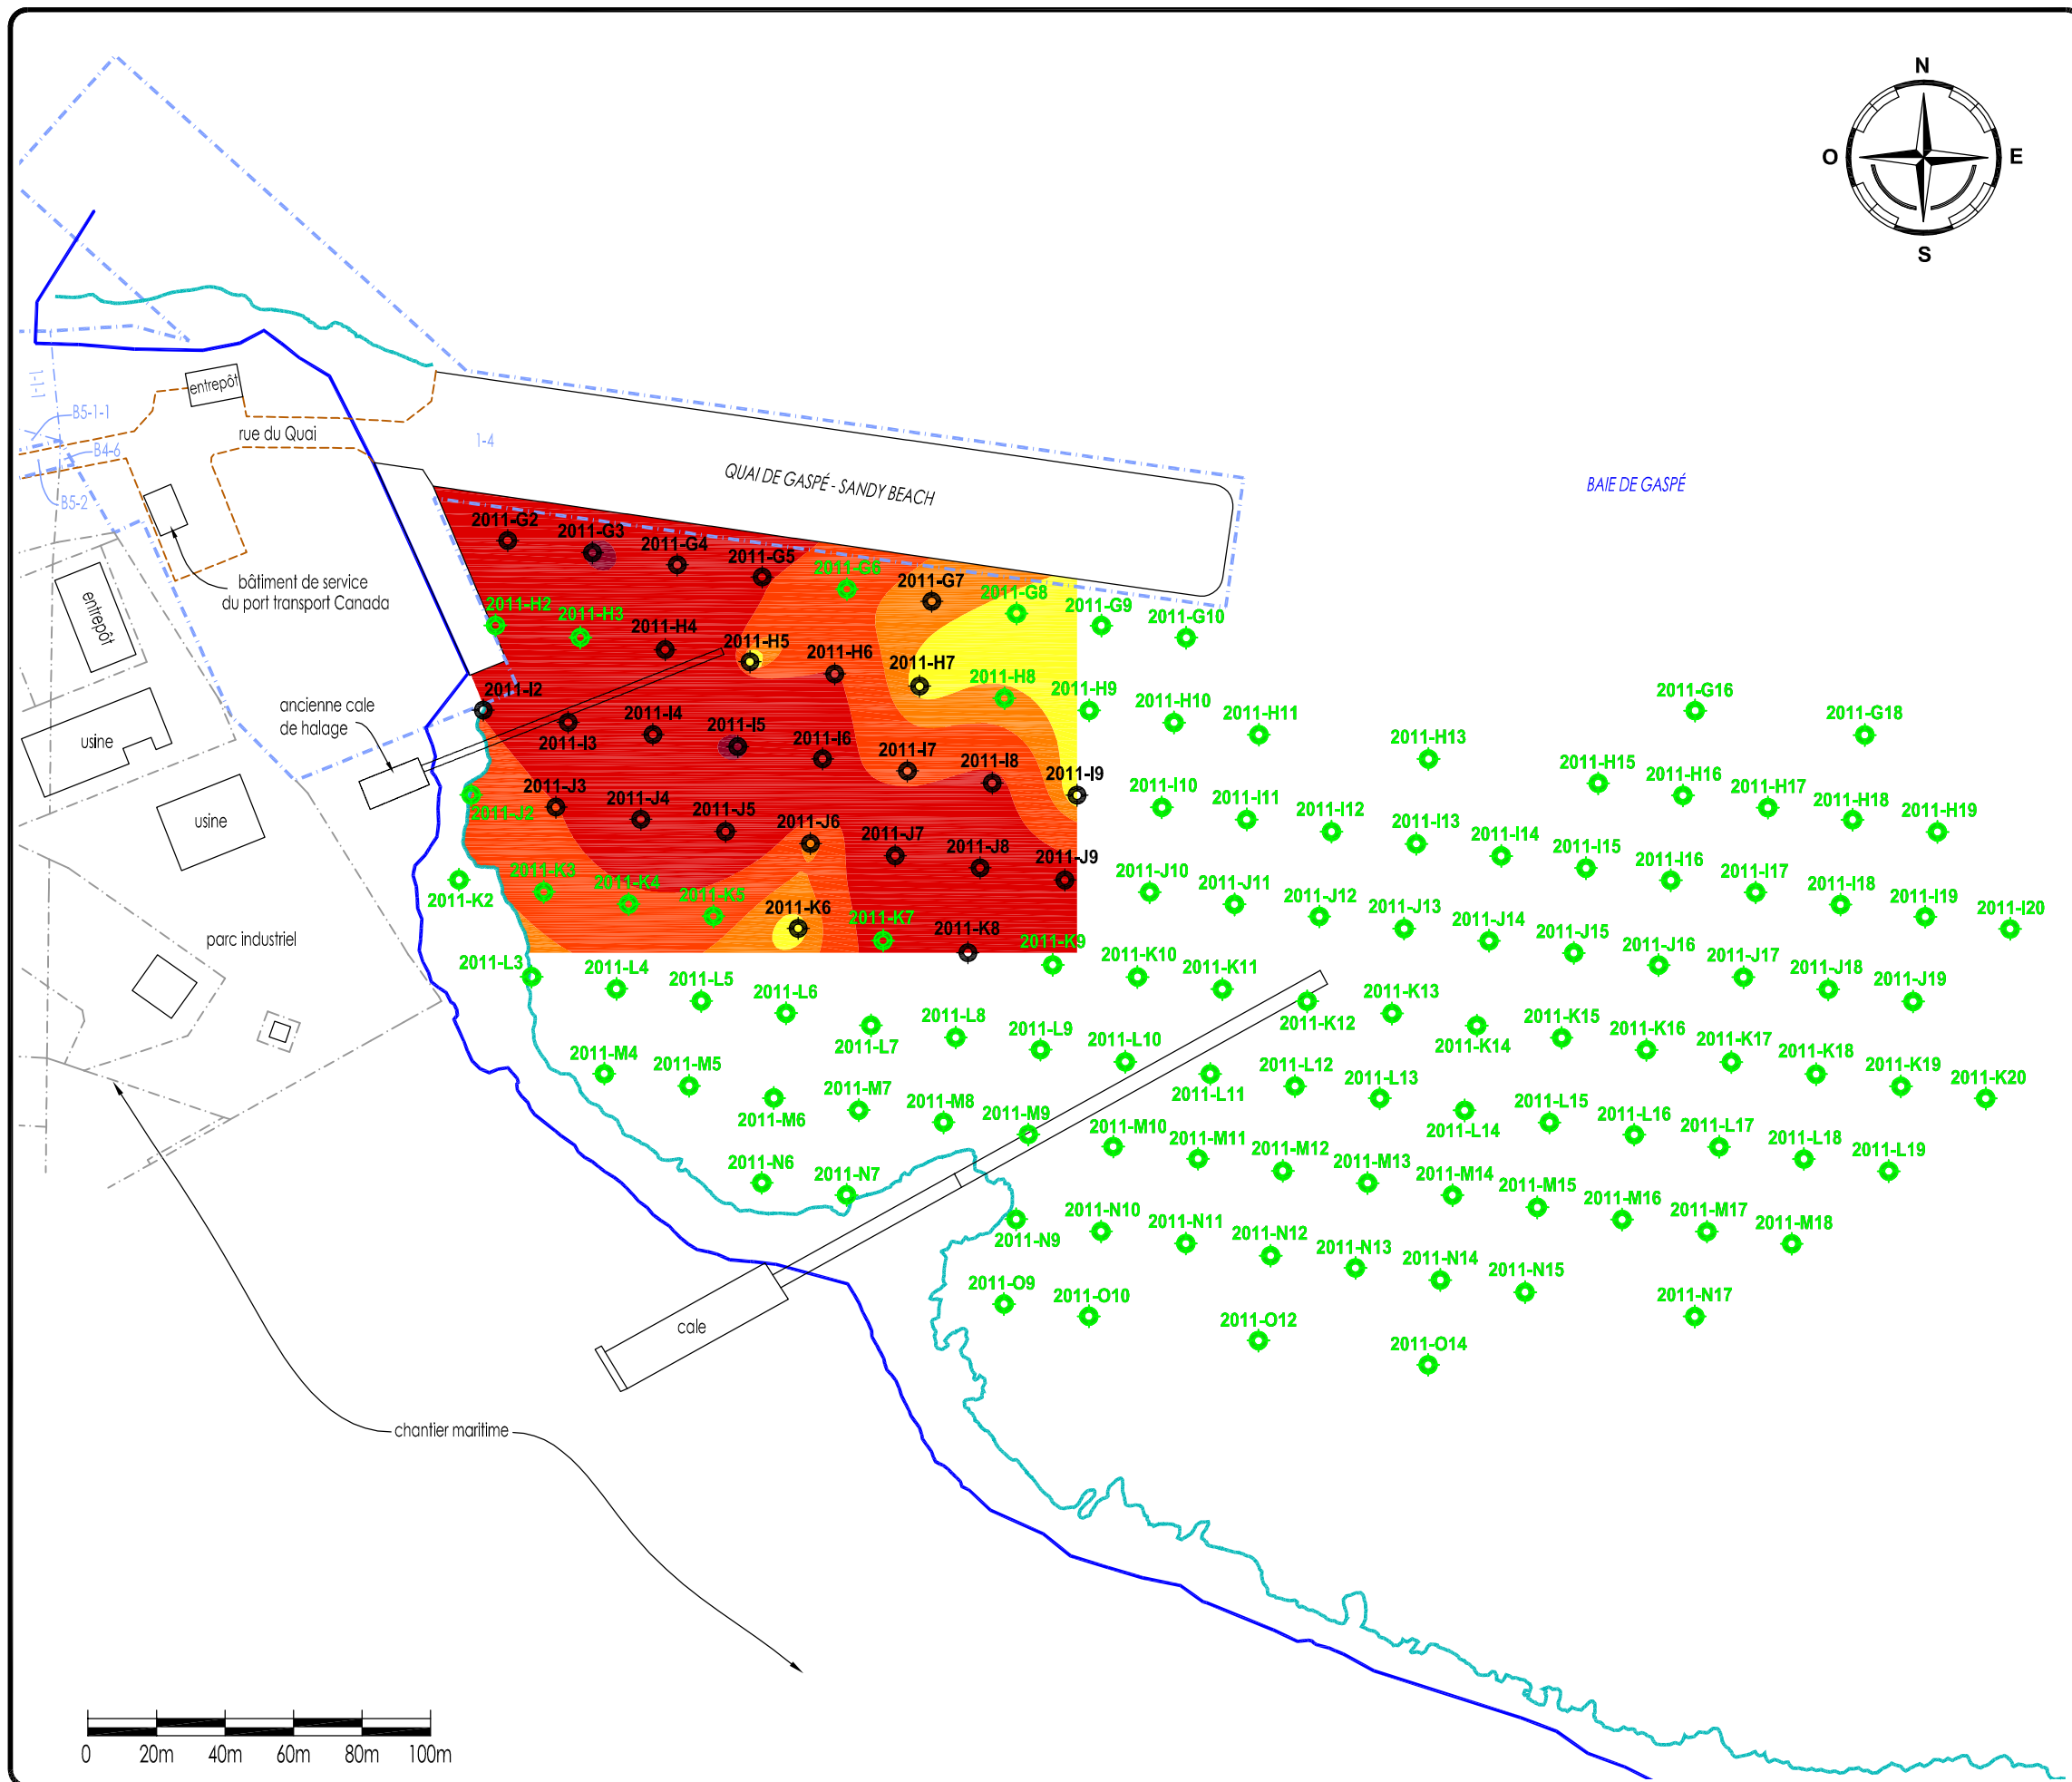 N
O
E
S
entrepôt
1-1-1
B5-1-1
rue du Quai
B4-6
1-4
B5-2
QUAI DE GASPÉ - SANDY BEACH
BAIE DE GASPÉ
bâtiment de service
du port transport Canada
entrepôt
usine
ancienne cale
de halage
usine
parc industriel
2011-G2
2011-G3
2011-G4
2011-G5
2011-G6
2011-G7
2011-G8
2011-G9
2011-G10
2011-G16
2011-G18
2011-H2
2011-H3
2011-H4
2011-H5
2011-H6
2011-H7
2011-H8
2011-H9
2011-H10
2011-H11
2011-H13
2011-H15
2011-H16
2011-H17
2011-H18
2011-H19
2011-I2
2011-I3
2011-I4
2011-I5
2011-I6
2011-I7
2011-I8
2011-I9
2011-I10
2011-I11
2011-I12
2011-I13
2011-I14
2011-I15
2011-I16
2011-I17
2011-I18
2011-I19
2011-I20
2011-J2
2011-J3
2011-J4
2011-J5
2011-J6
2011-J7
2011-J8
2011-J9
2011-J10
2011-J11
2011-J12
2011-J13
2011-J14
2011-J15
2011-J16
2011-J17
2011-J18
2011-J19
2011-K2
2011-K3
2011-K4
2011-K5
2011-K6
2011-K7
2011-K8
2011-K9
2011-K10
2011-K11
2011-K12
2011-K13
2011-K14
2011-K15
2011-K16
2011-K17
2011-K18
2011-K19
2011-K20
2011-L3
2011-L4
2011-L5
2011-L6
2011-L7
2011-L8
2011-L9
2011-L10
2011-L11
2011-L12
2011-L13
2011-L14
2011-L15
2011-L16
2011-L17
2011-L18
2011-L19
2011-M4
2011-M5
2011-M6
2011-M7
2011-M8
2011-M9
2011-M10
2011-M11
2011-M12
2011-M13
2011-M14
2011-M15
2011-M16
2011-M17
2011-M18
2011-N6
2011-N7
2011-N9
2011-N10
2011-N11
2011-N12
2011-N13
2011-N14
2011-N15
2011-N17
2011-O9
2011-O10
2011-O12
2011-O14
cale
chantier maritime
0 20m 40m 60m 80m 100m